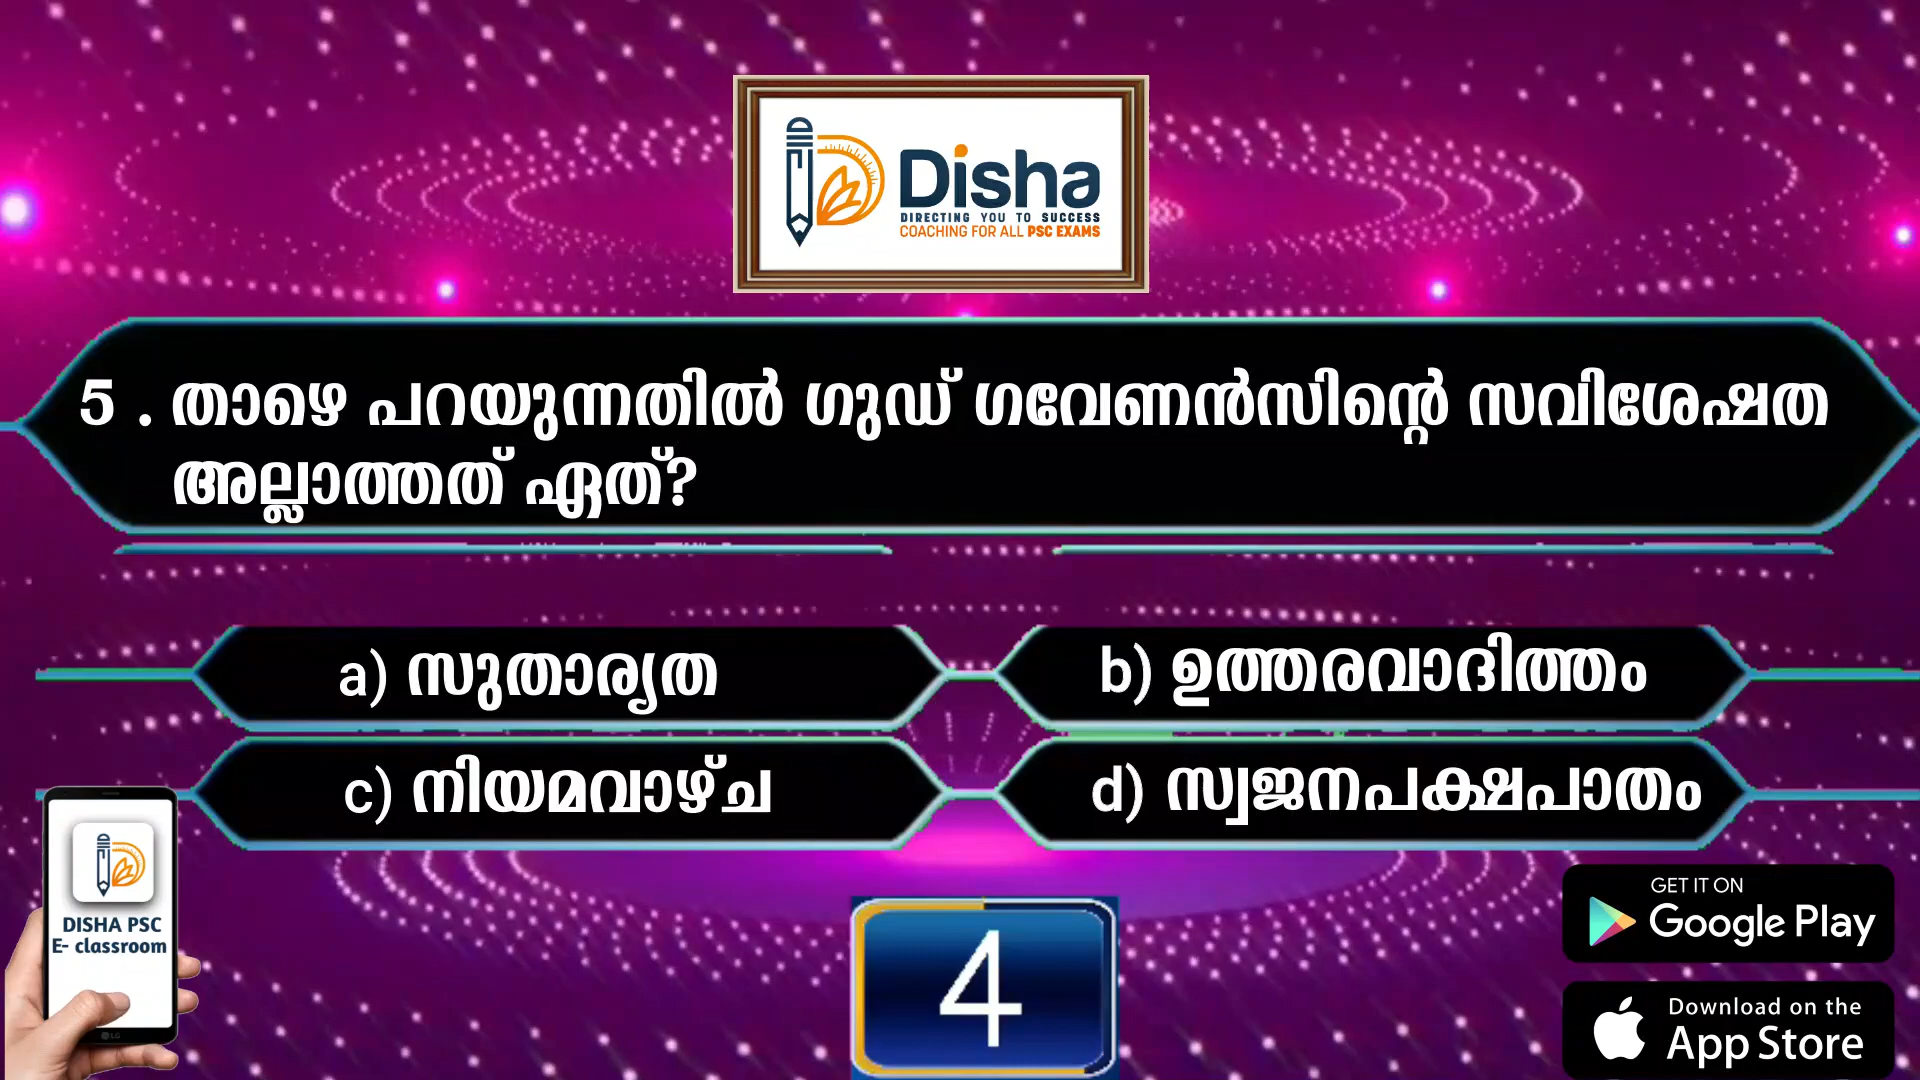 Disha
DIRECTING YOU TO SUCCESS
COACHING FOR ALL PSC EXAMS
5 . താഴെ പറയുന്നതിൽ ഗുഡ് ഗവേണൻസിന്റെ സവിശേഷത
അല്ലാത്തത് ഏത്?
a) സുതാര്യത
b) ഉത്തരവാദിത്തം
c) നിയമവാഴ്ച
d) സ്വജനപക്ഷപാതം
DISHA PSC
E- classroom
LG
4
GET IT ON
Google Play
Download on the
App Store